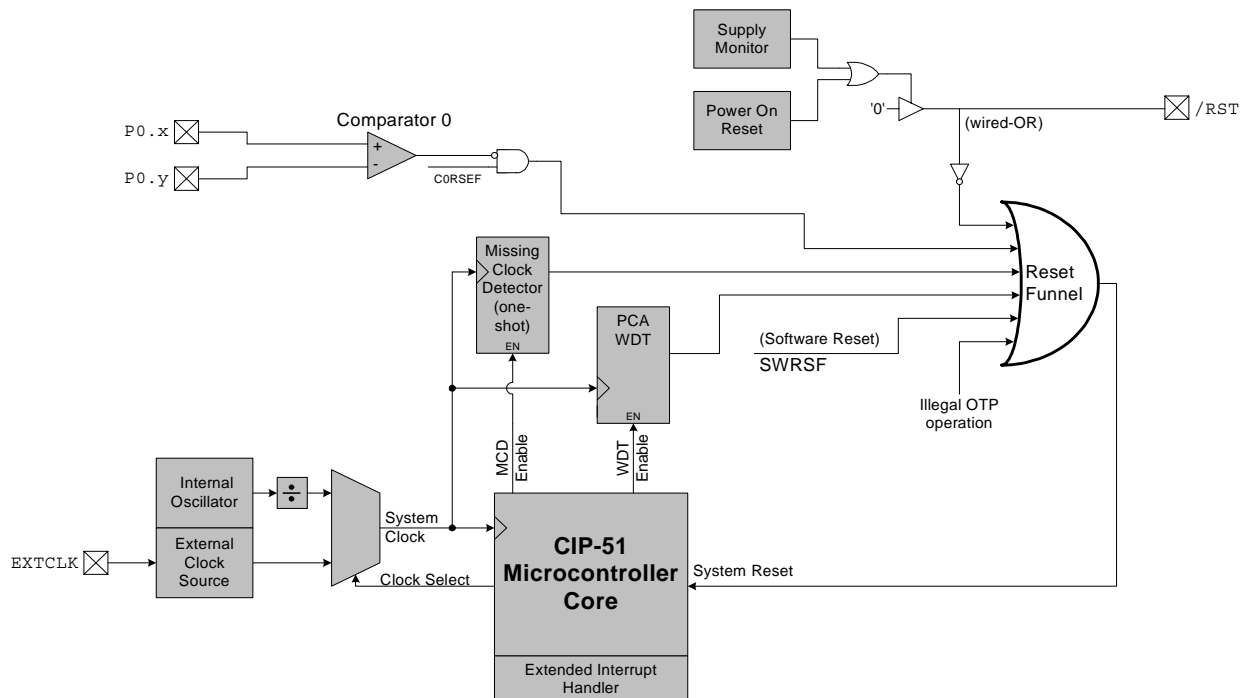 Supply
Monitor
Power On
Reset
'0'
(wired-OR)
/RST
P0.x
P0.y
Comparator 0
+
-
C0RSEF
Missing
Clock
Detector
(one-
shot)
EN
PCA
WDT
EN
(Software Reset)
SWRSF
Illegal OTP
operation
Reset
Funnel
MCD
Enable
WDT
Enable
Internal
Oscillator
÷
External
Clock
Source
EXTCLK
System
Clock
Clock Select
CIP-51
Microcontroller
Core
System Reset
Extended Interrupt
Handler